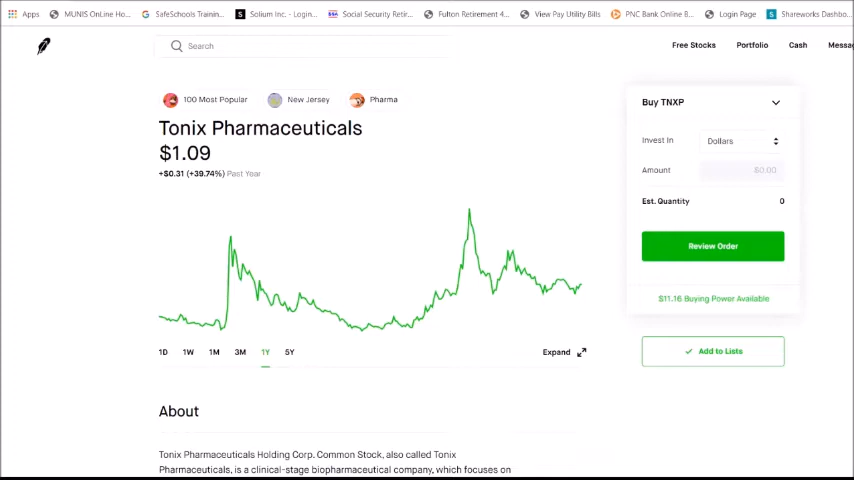 Apps MUNIS OnLine Ho... SafeSchools Training... Solium Inc. - Login... Social Security Retir... Fulton Retirement 4... View Pay Utility Bills PNC Bank Online B... Login Page Shareworks Dashbo...
Search Free Stocks Portfolio Cash Messa
100 Most Popular New Jersey Pharma
Buy TNXP
Tonix Pharmaceuticals
$1.09
+$0.31 (+39.74%) Past Year
Invest In Dollars
Amount $0.00
Est. Quantity 0
Review Order
$11.16 Buying Power Available
1D 1W 1M 3M 1Y 5Y Expand
Add to Lists
About
Tonix Pharmaceuticals Holding Corp. Common Stock, also called Tonix
Pharmaceuticals, is a clinical-stage biopharmaceutical company, which focuses on